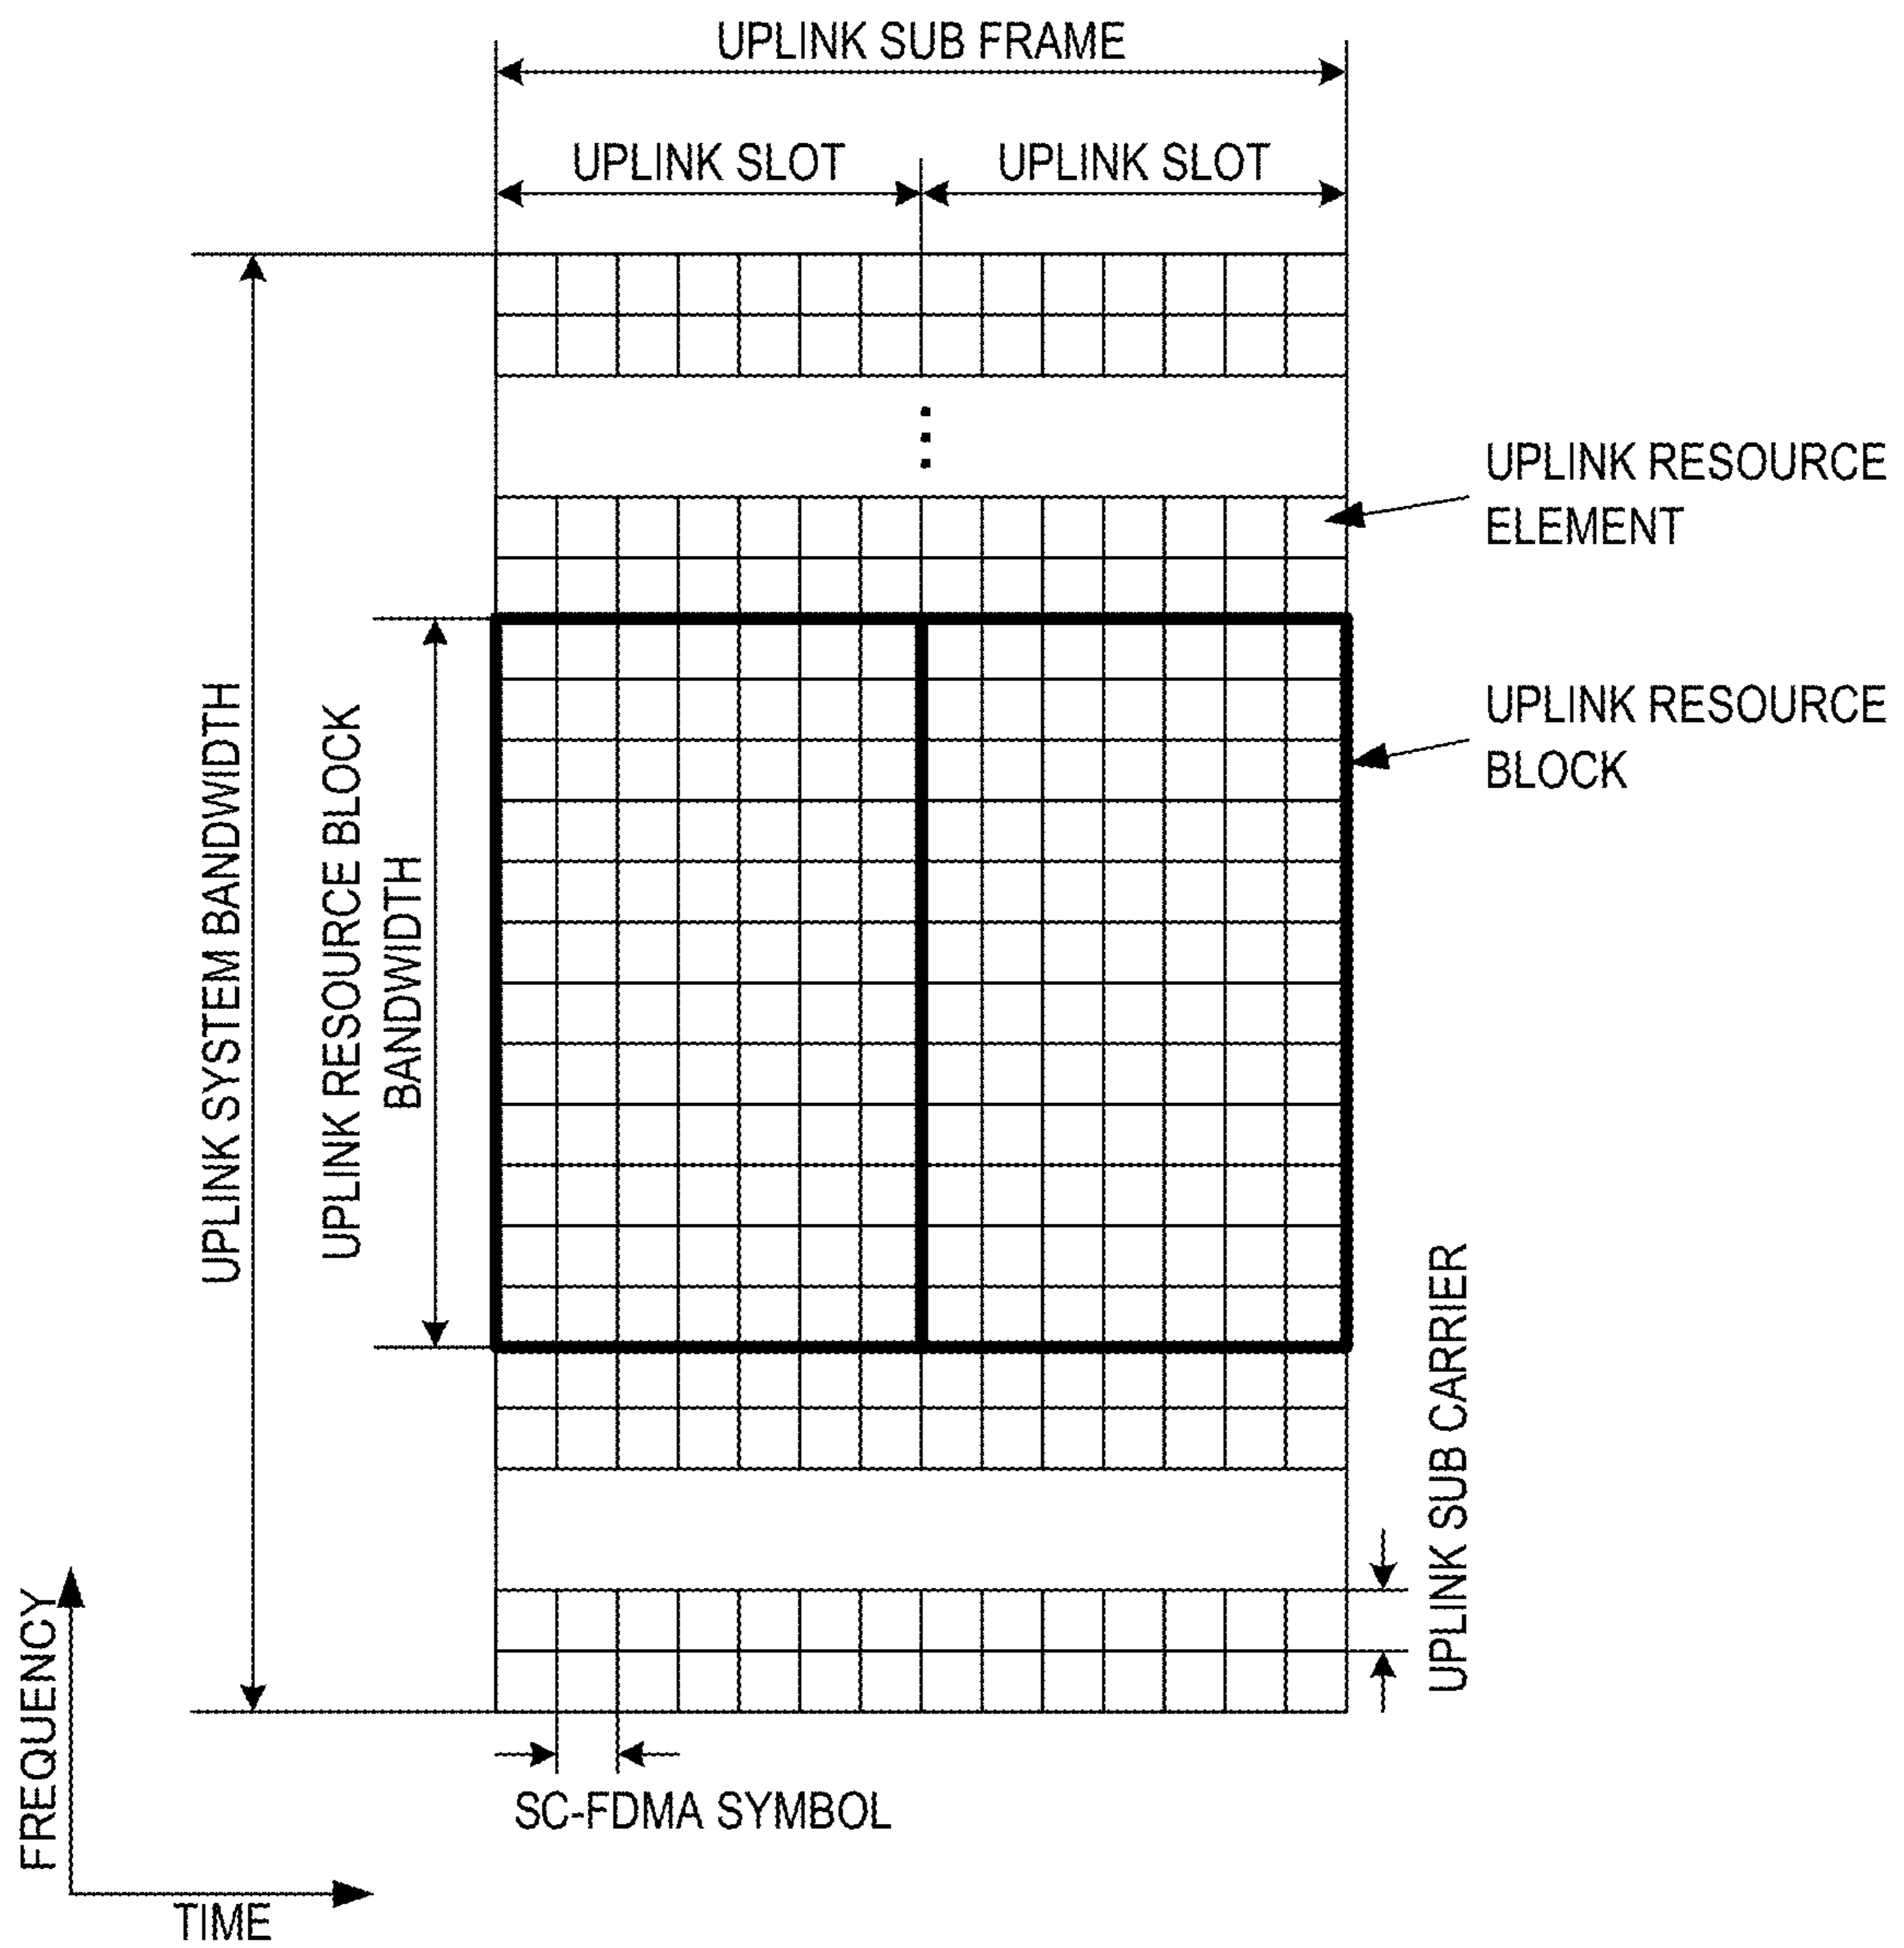 UPLINK SUB FRAME
UPLINK SLOT
UPLINK SLOT
UPLINK RESOURCE
ELEMENT
UPLINK RESOURCE
BLOCK
UPLINK SYSTEM BANDWIDTH
UPLINK RESOURCE BLOCK
BANDWIDTH
UPLINK SUB CARRIER
SC-FDMA SYMBOL
FREQUENCY
TIME